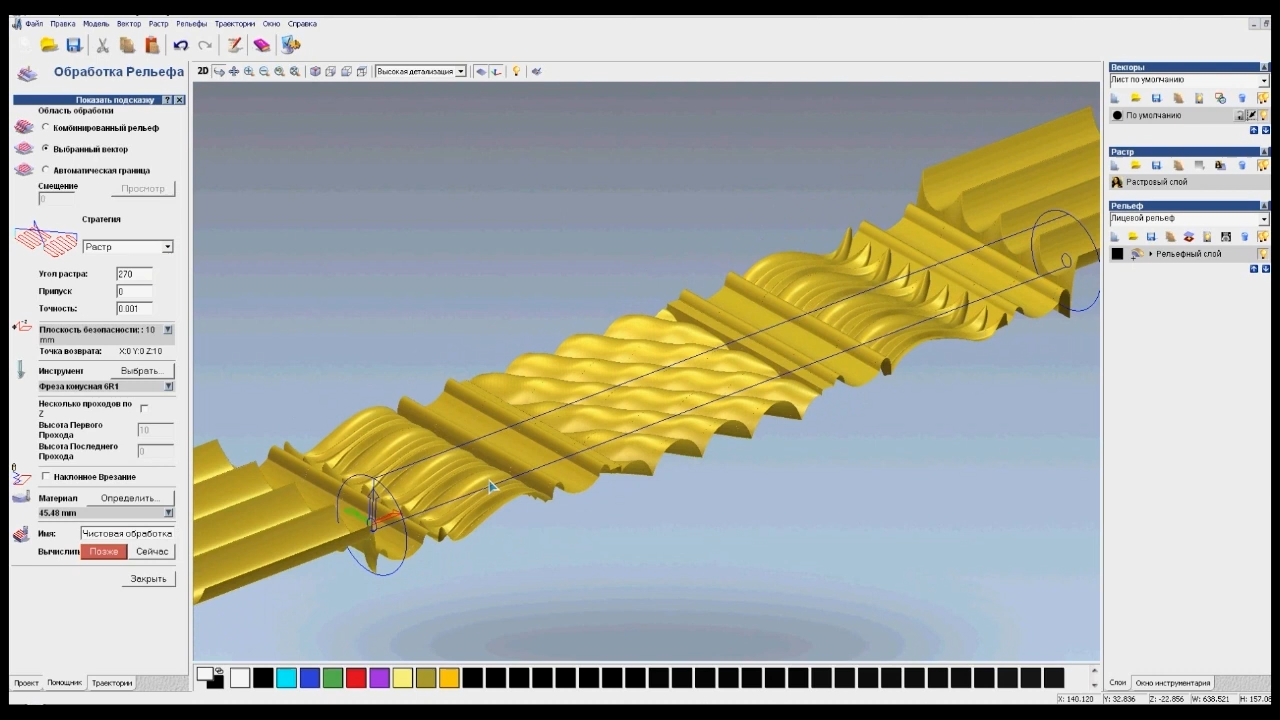 Файл Правка Модель Вектор Растр Рельефы Траектории Окно Справка
Обработка Рельефа
2D
Высокая детализация
Показать подсказку ?
Область обработки
Комбинированый рельеф
Выбранный вектор
Автоматическая граница
Смещение
Просмотр
0
Стратегия
Растр
Угол растра: 270
Припуск 0
Точность: 0.001
Плоскость безопасности: : 10
mm
Точка возврата: X:0 Y:0 Z:10
Инструмент Выбрать...
Фреза конусная 6R1
Несколько проходов по
Z
Высота Первого
Прохода
10
Высота Последнего
Прохода
0
Наклонное Врезание
Материал Определить...
45.48 mm
Имя: Чистовая обработка
Вычислить Позже Сейчас
Закрыть
Проект Помощник Траектории
Векторы
Лист по умолчанию
По умолчанию
Растр
Растровый слой
Рельеф
Лицевой рельеф
Рельефный слой
Слои Окно инструментария
X: 140.120 Y: 32.836 Z: -22.856 W: 638.521 H: 157.0